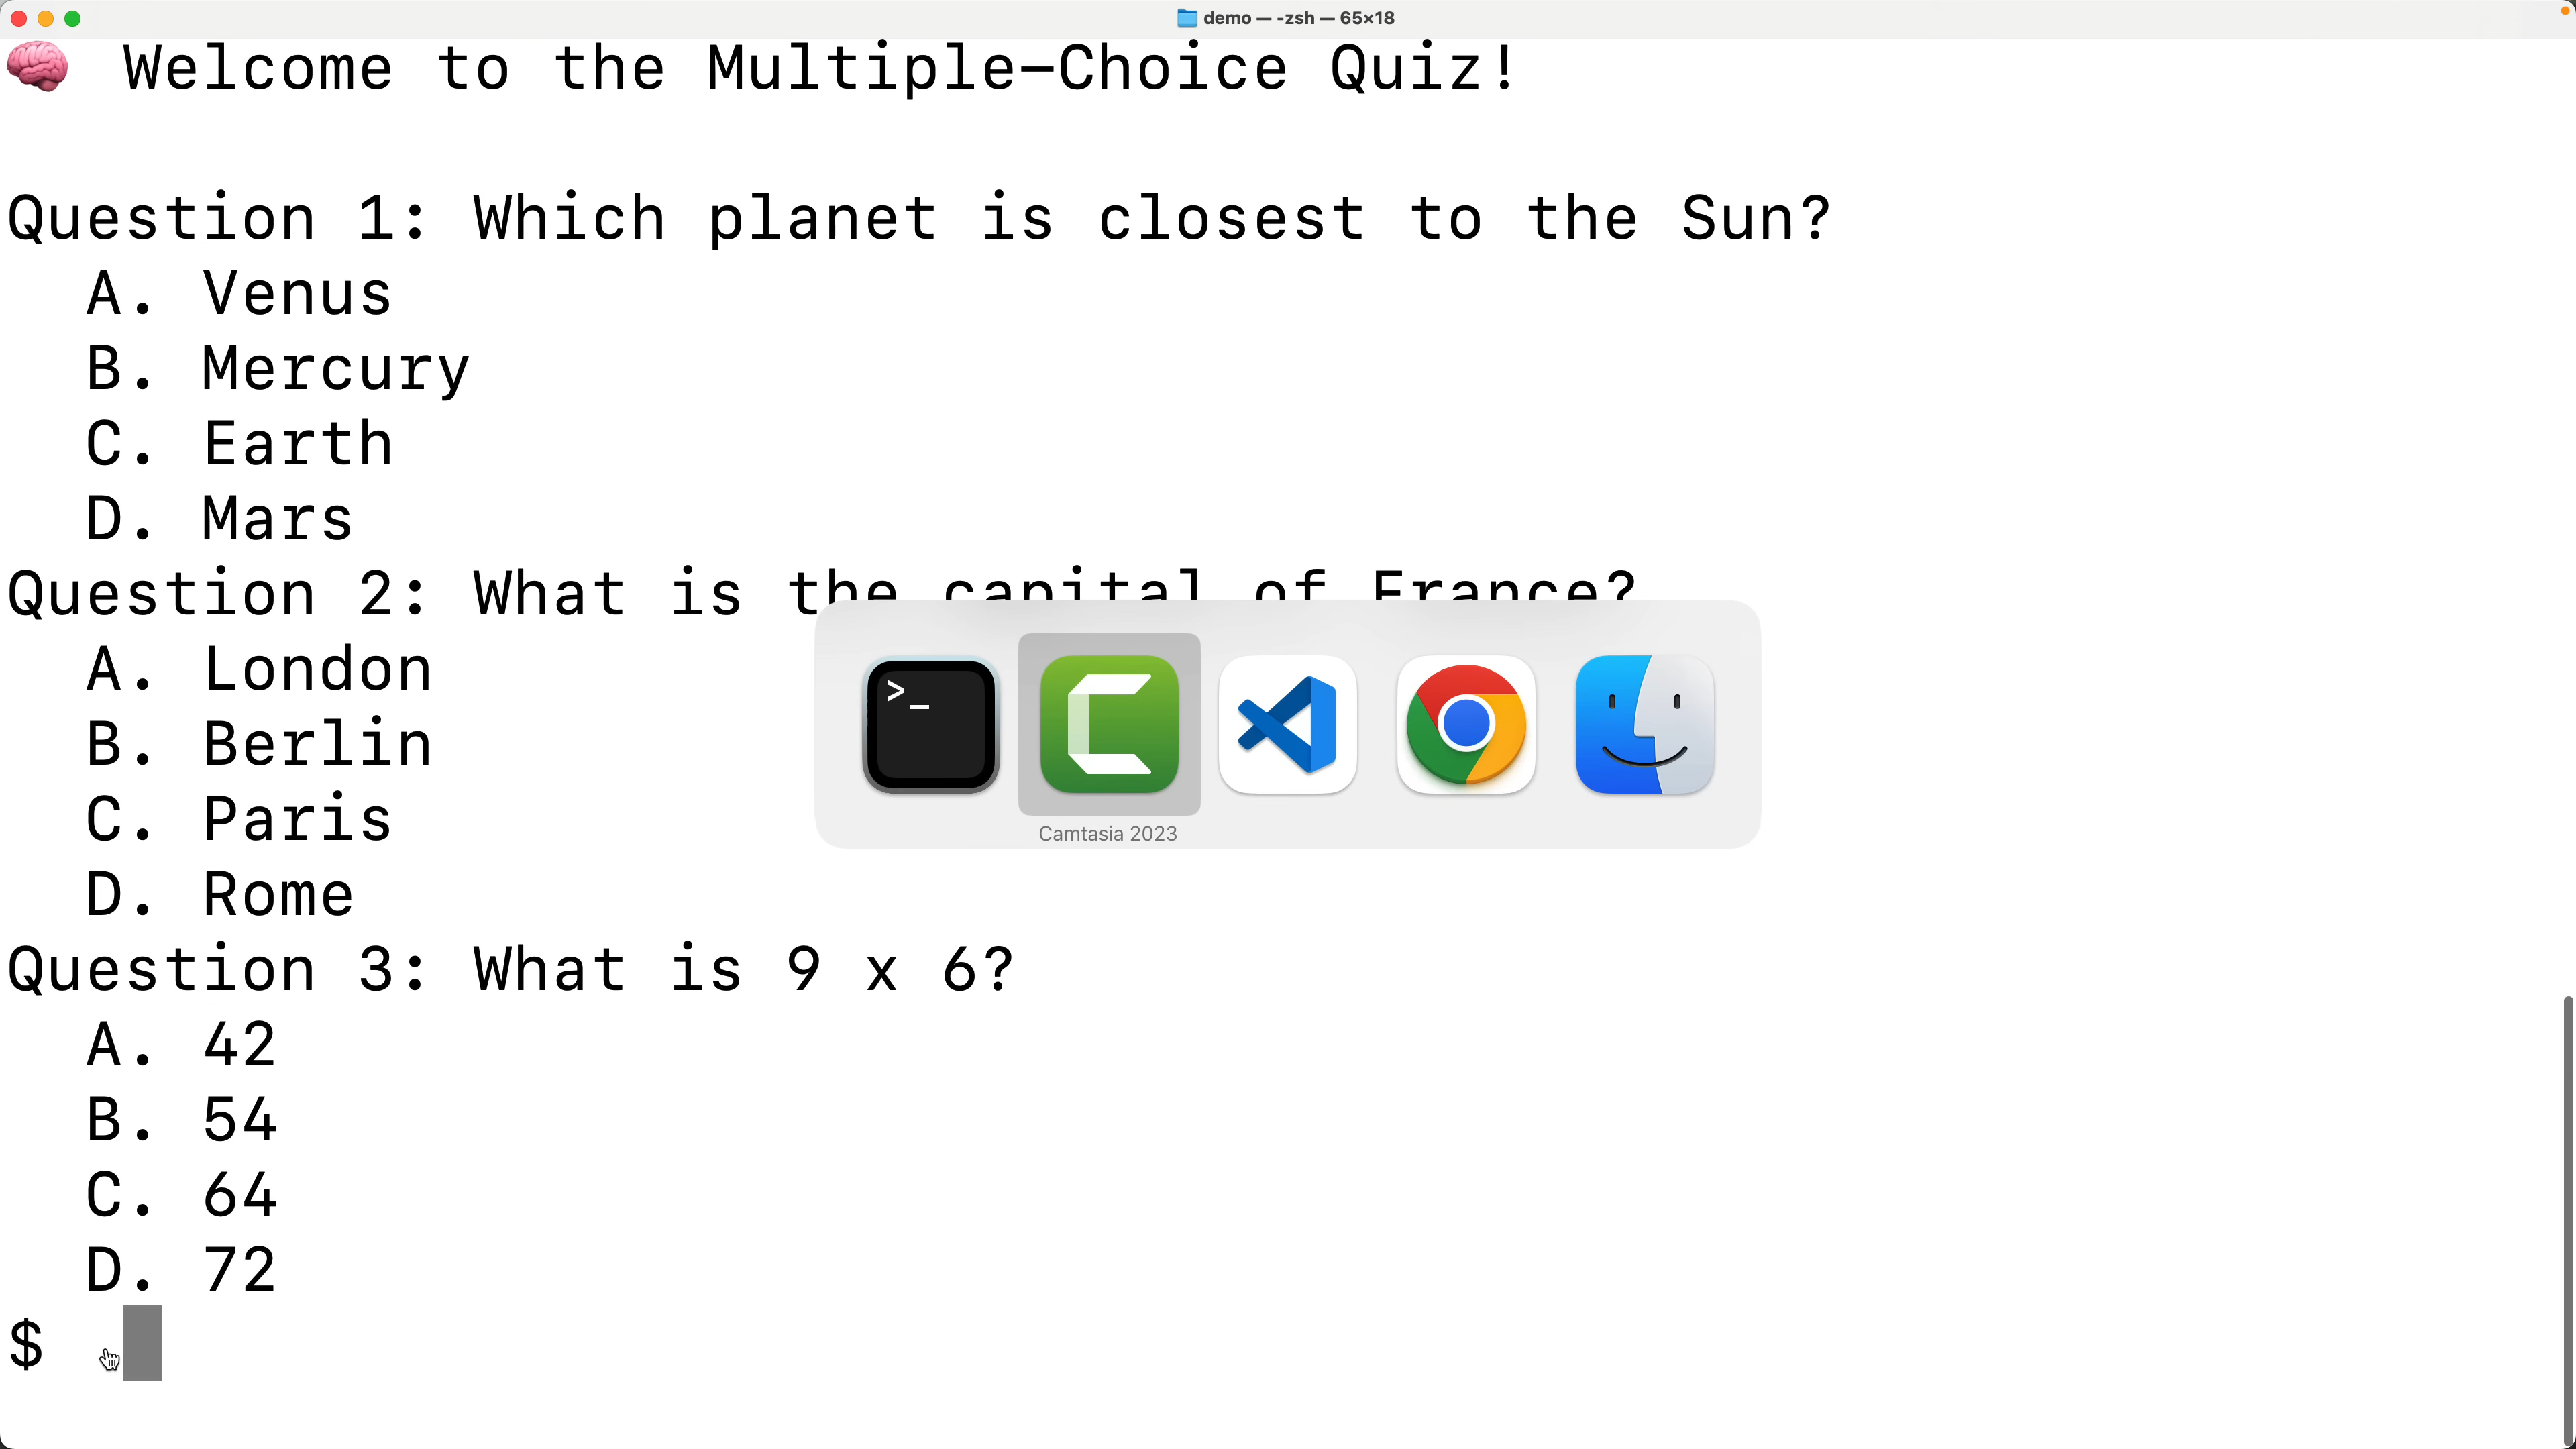 demo — -zsh — 65×18
Welcome to the Multiple-Choice Quiz!
Question 1: Which planet is closest to the Sun?
A. Venus
B. Mercury
C. Earth
D. Mars
Question 2: What is the capital of France?
A. London
B. Berlin
C. Paris
D. Rome
Camtasia 2023
Question 3: What is 9 x 6?
A. 42
B. 54
C. 64
D. 72
$